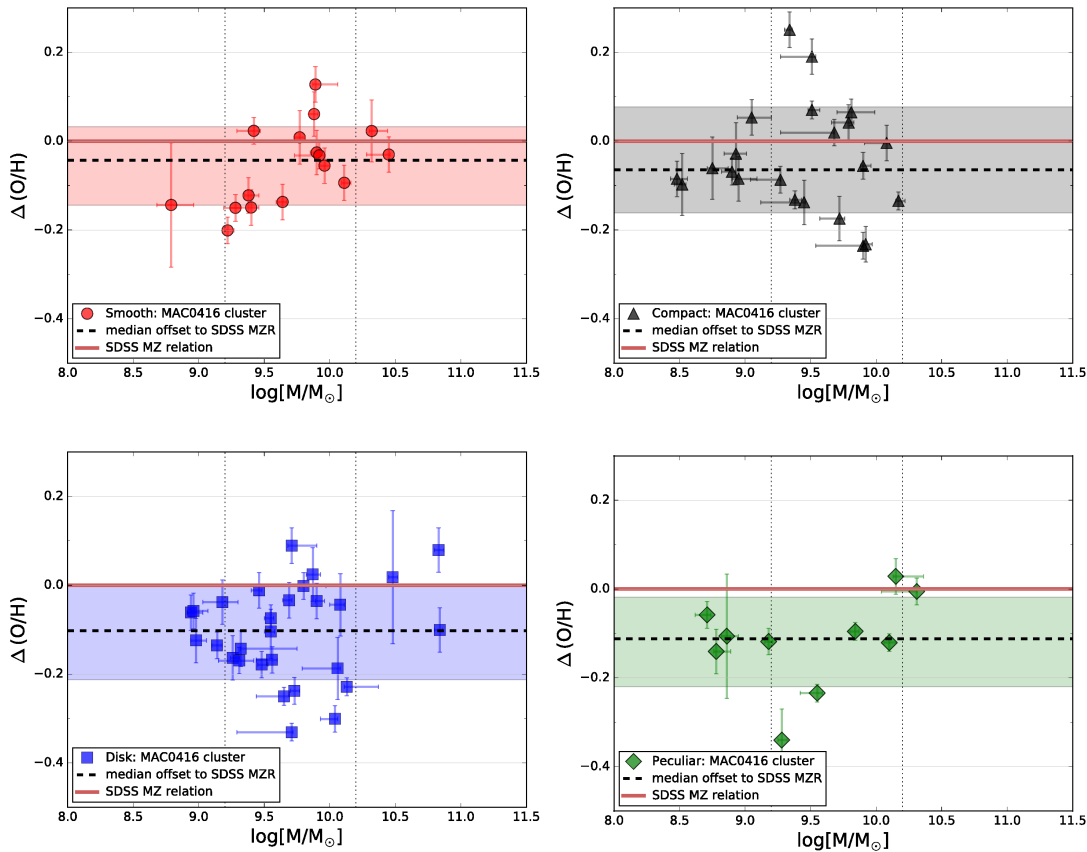 0.2
0.0
−0.2
−0.4
Δ (O/H)
Smooth: MAC0416 cluster
median offset to SDSS MZR
SDSS MZ relation
8.0 8.5 9.0 9.5 10.0 10.5 11.0 11.5
log[M/M⊙]
0.2
0.0
−0.2
−0.4
Δ (O/H)
Compact: MAC0416 cluster
median offset to SDSS MZR
SDSS MZ relation
8.0 8.5 9.0 9.5 10.0 10.5 11.0 11.5
log[M/M⊙]
0.2
0.0
−0.2
−0.4
Δ (O/H)
Disk: MAC0416 cluster
median offset to SDSS MZR
SDSS MZ relation
8.0 8.5 9.0 9.5 10.0 10.5 11.0 11.5
log[M/M⊙]
0.2
0.0
−0.2
−0.4
Δ (O/H)
Peculiar: MAC0416 cluster
median offset to SDSS MZR
SDSS MZ relation
8.0 8.5 9.0 9.5 10.0 10.5 11.0 11.5
log[M/M⊙]